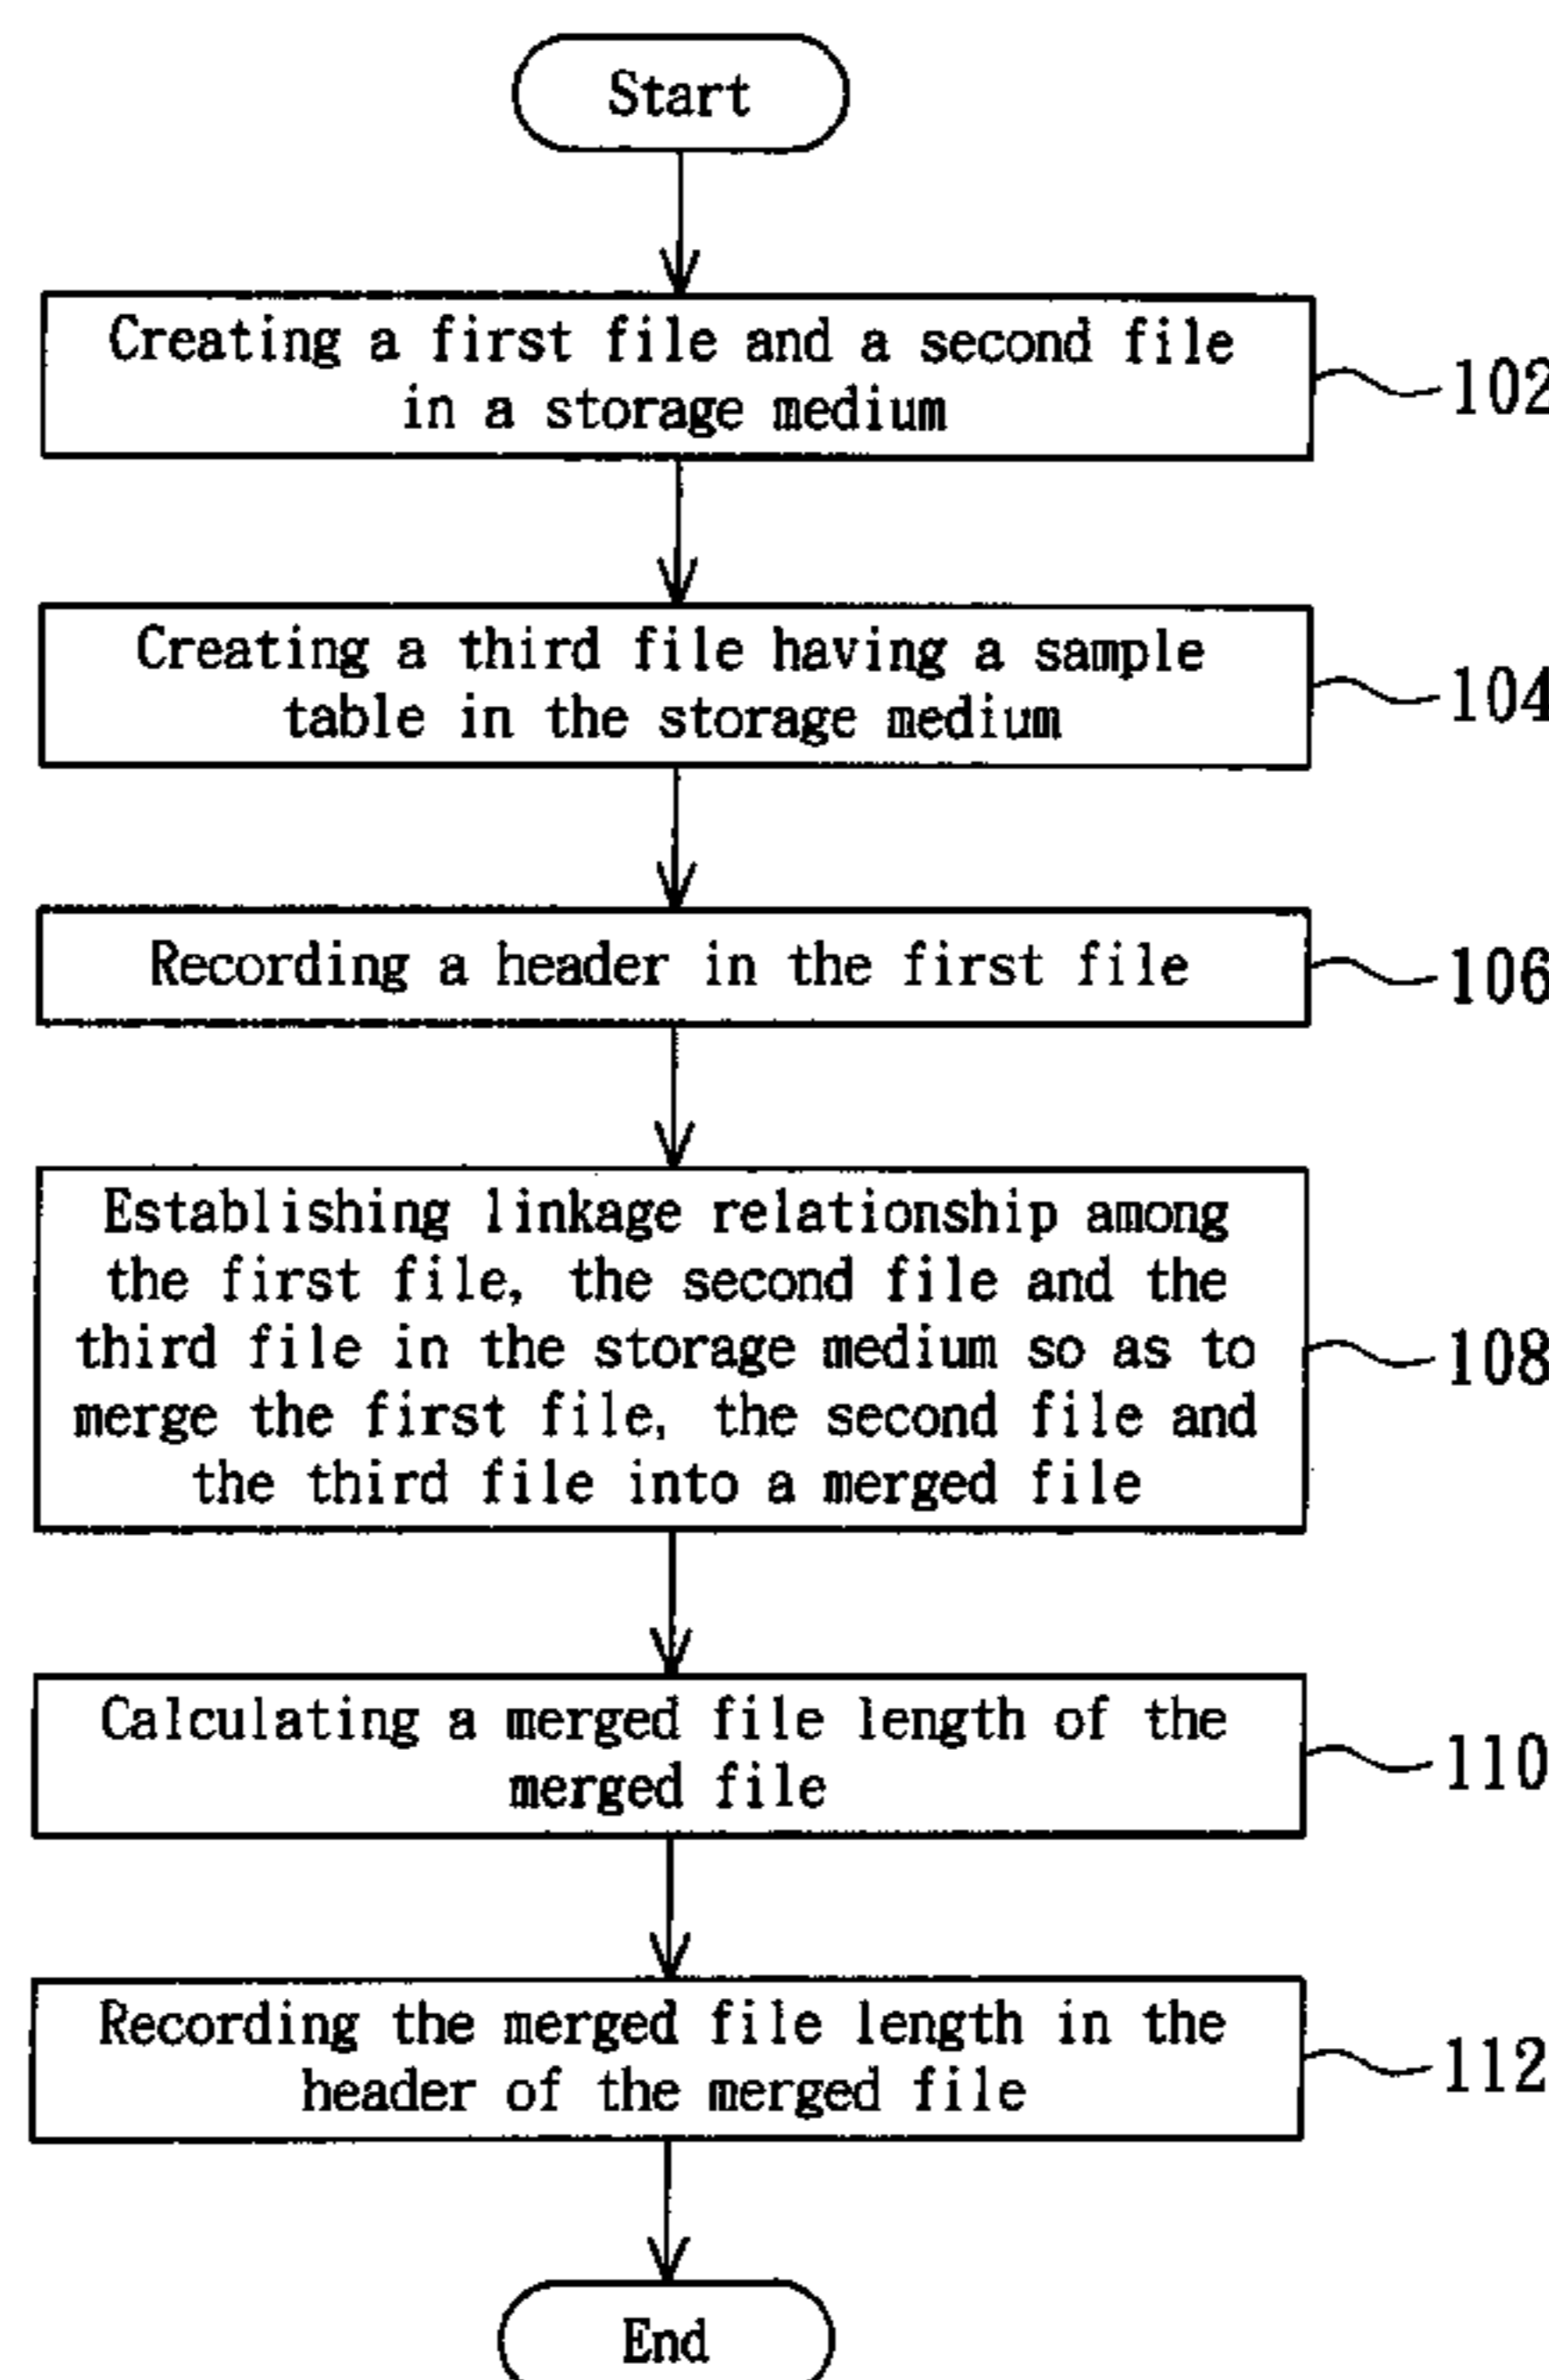 Start
Creating a first file and a second file
in a storage medium
102
Creating a third file having a sample
table in the storage medium
104
Recording a header in the first file
106
Establishing linkage relationship among
the first file, the second file and the
third file in the storage medium so as to
merge the first file, the second file and
the third file into a merged file
108
Calculating a merged file length of the
merged file
110
Recording the merged file length in the
header of the merged file
112
End